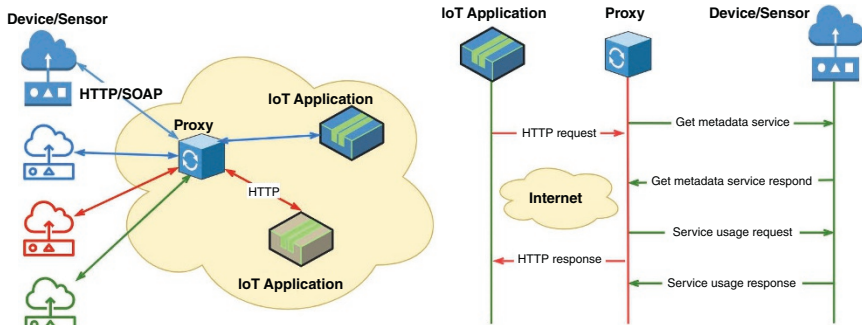 Device/Sensor
HTTP/SOAP
Proxy
IoT Application
HTTP
IoT Application
IoT Application
Proxy
Device/Sensor
HTTP request
Get metadata service
Internet
Get metadata service respond
Service usage request
HTTP response
Service usage response